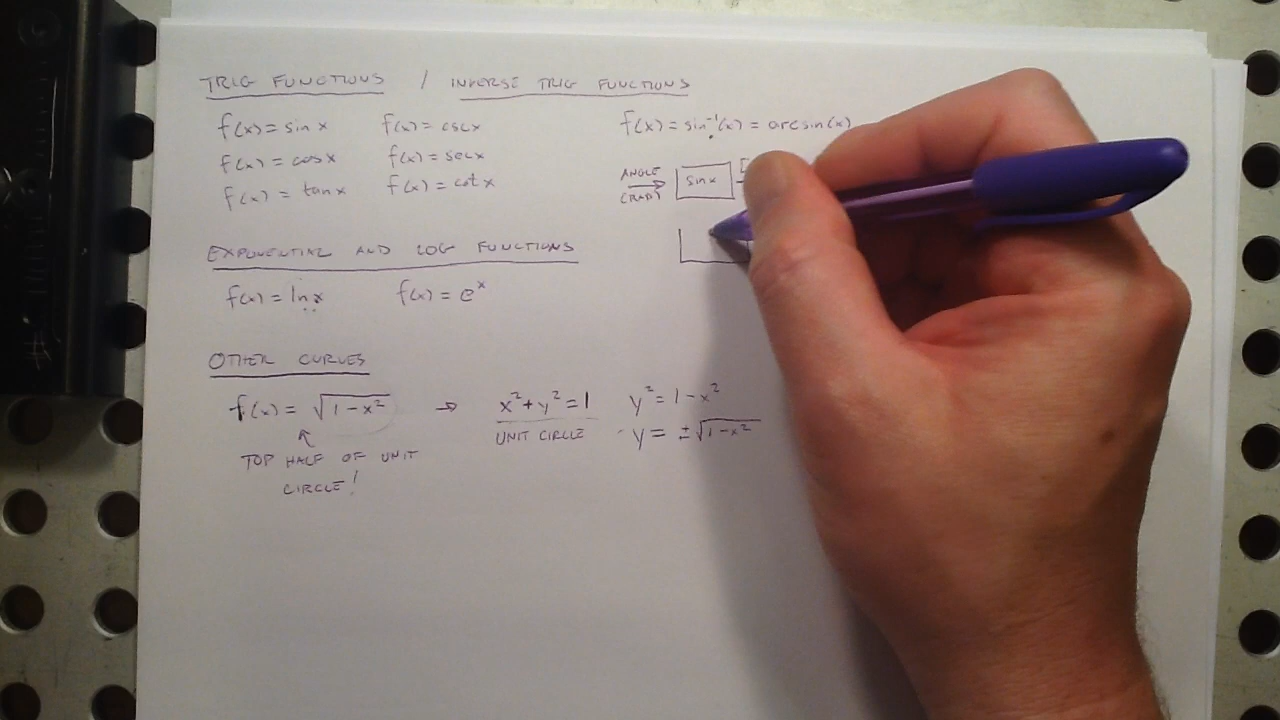 TRIG FUNCTIONS / INVERSE TRIG FUNCTIONS
f(x) = sin x f(x) = csc x
f(x) = cos x f(x) = sec x
f(x) = tan x f(x) = cot x
f(x) = sin⁻¹(x) = arcsin(x)
ANGLE
(RAD)
sin x
EXPONENTIAL AND LOG FUNCTIONS
f(x) = ln x f(x) = eˣ
OTHER CURVES
f(x) = √(1 - x²) → x² + y² = 1 y² = 1 - x²
UNIT CIRCLE y = ±√(1-x²)
TOP HALF OF UNIT
CIRCLE!